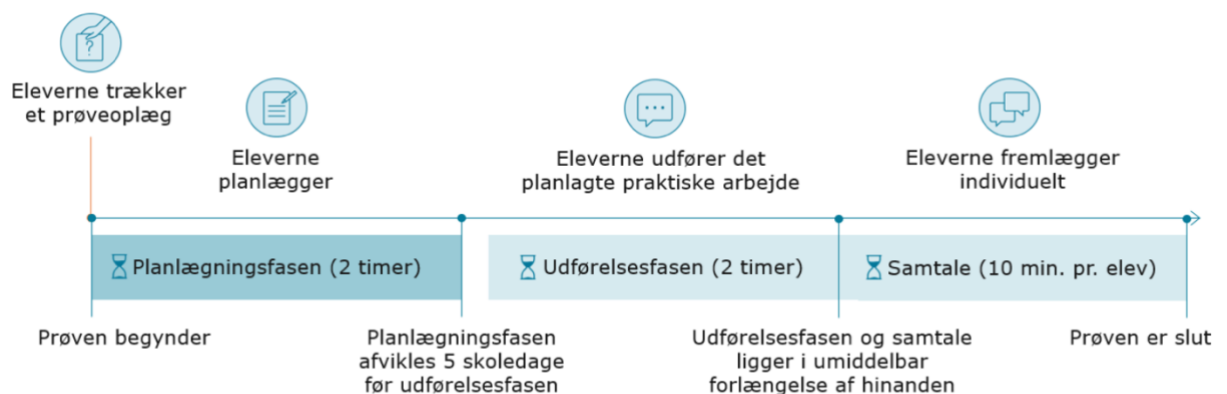 ?
Eleverne trækker
et prøveoplæg
Eleverne
planlægger
Eleverne udfører det
planlagte praktiske arbejde
Eleverne fremlægger
individuelt
Planlægningsfasen (2 timer)
Udførelsesfasen (2 timer)
Samtale (10 min. pr. elev)
Prøven begynder
Planlægningsfasen
afvikles 5 skoledage
før udførelsesfasen
Udførelsesfasen og samtale
ligger i umiddelbar
forlængelse af hinanden
Prøven er slut